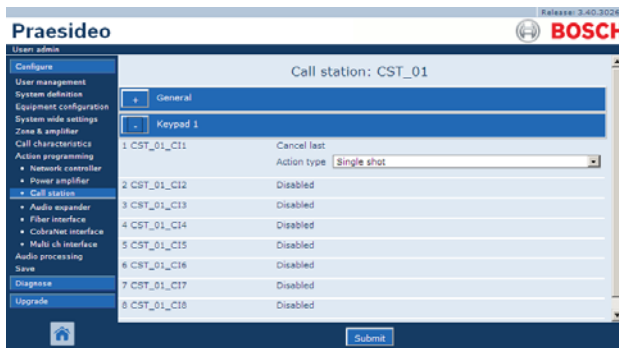 Release: 3.40.3024
Praesideo
BOSCH
User: admin
Configure
User management
System definition
Equipment configuration
System wide settings
Zone & amplifier
Call characteristics
Action programming
Network controller
Power amplifier
Call station
Audio expander
Fiber interface
CobraNet interface
Multi ch interface
Audio processing
Save
Diagnose
Upgrade
Call station: CST_01
+ General
- Keypad 1
1 CST_01_CI1 Cancel last
Action type Single shot
2 CST_01_CI2 Disabled
3 CST_01_CI3 Disabled
4 CST_01_CI4 Disabled
5 CST_01_CI5 Disabled
6 CST_01_CI6 Disabled
7 CST_01_CI7 Disabled
8 CST_01_CI8 Disabled
Submit